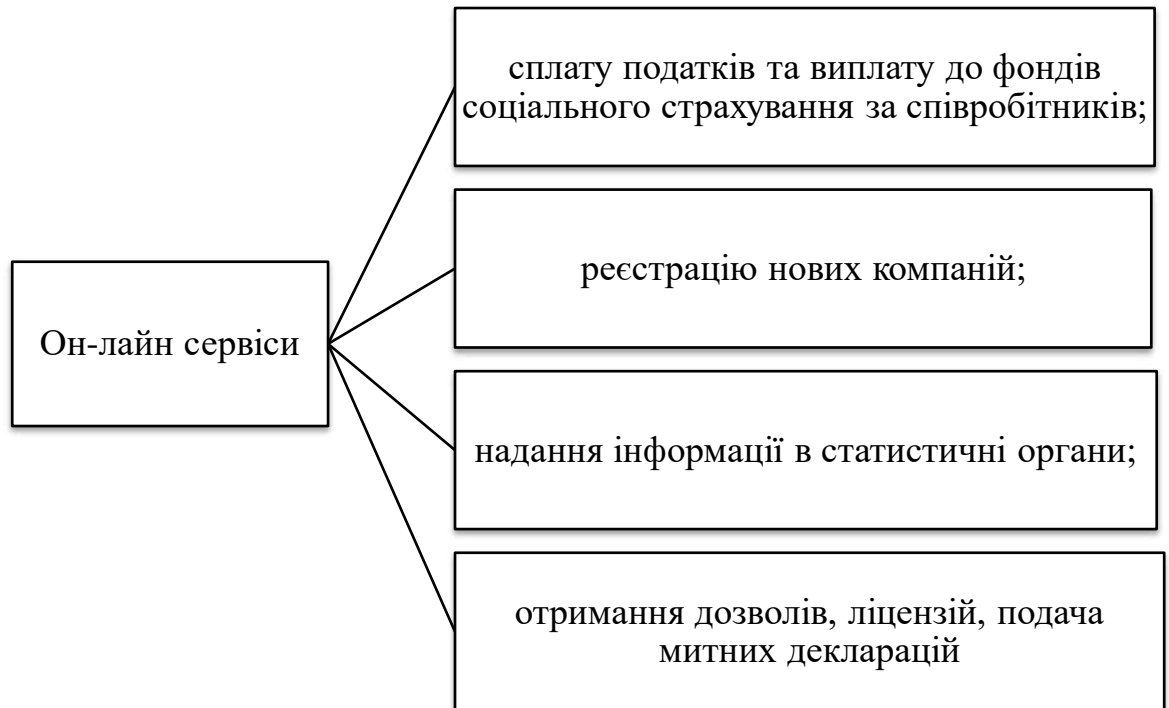 Он-лайн сервіси
сплату податків та виплату до фондів
соціального страхування за співробітників;
реєстрацію нових компаній;
надання інформації в статистичні органи;
отримання дозволів, ліцензій, подача
митних декларацій